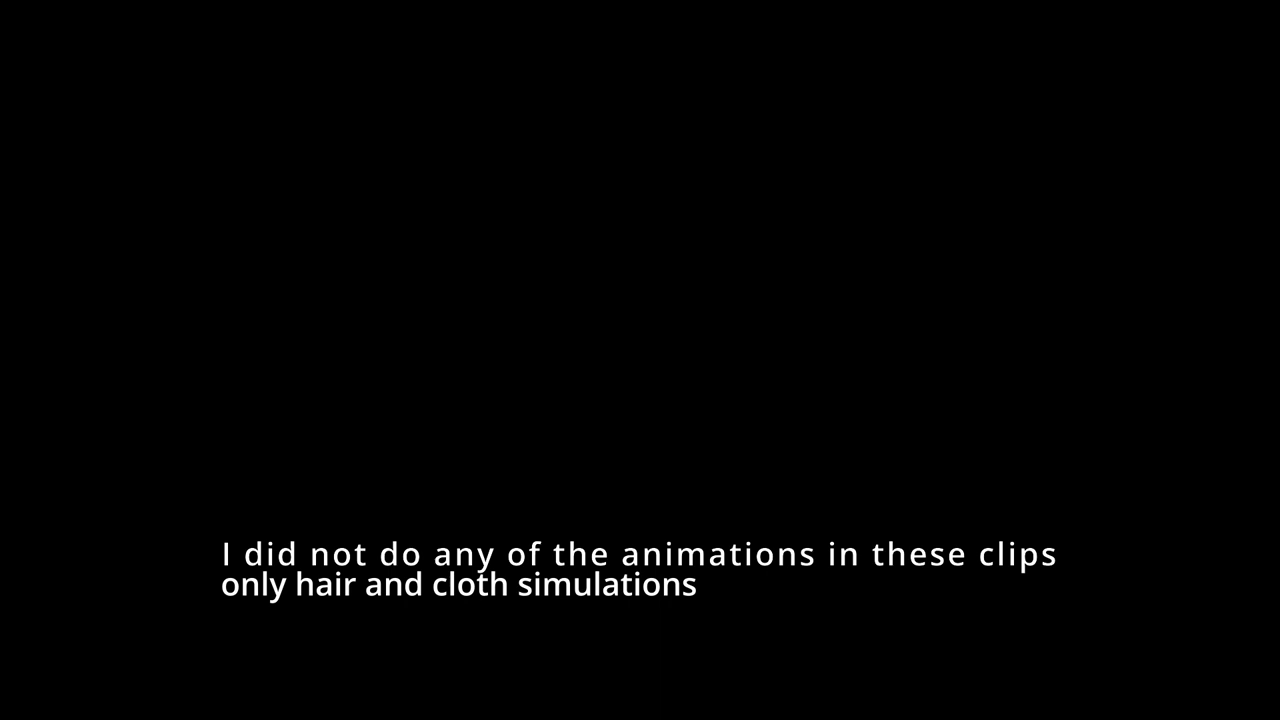 I did not do any of the animations in these clips
only hair and cloth simulations